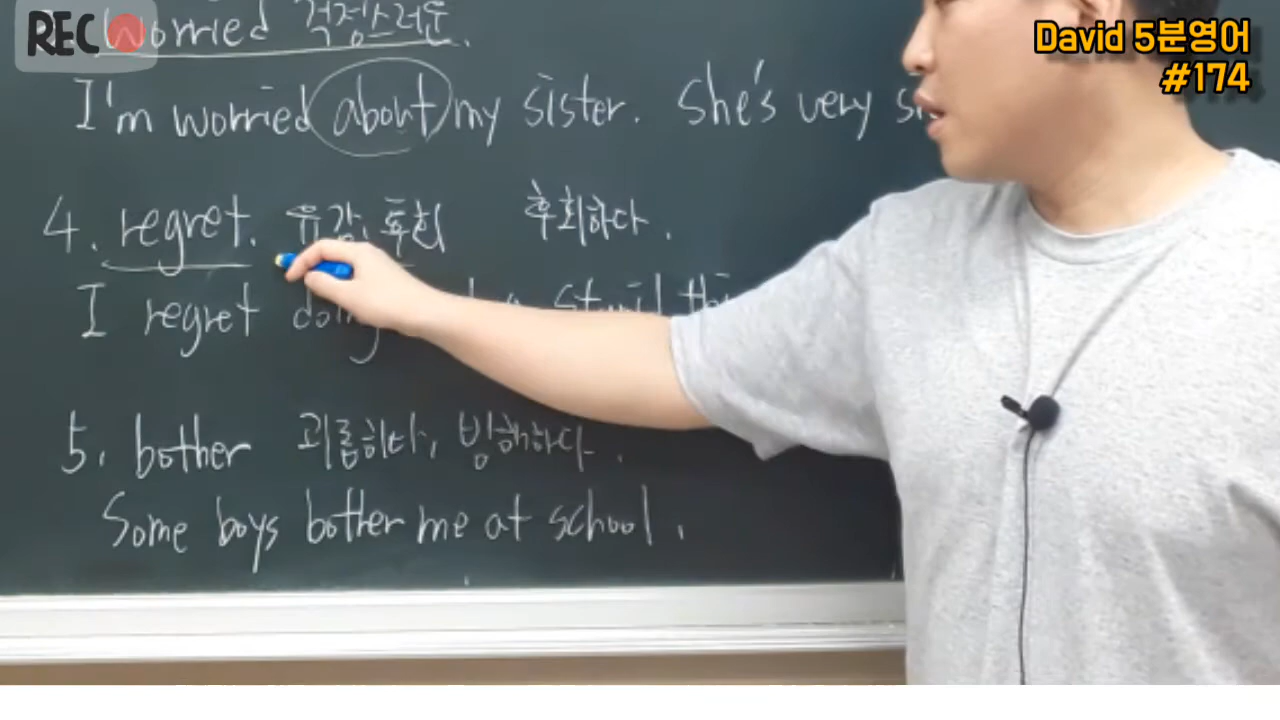 REC
David 5분영어
#174
Worried 걱정스러운.
I'm worried about my sister. She's very
4. regret. 유감, 후회 후회하다.
I regret doing a stupid
5. bother 괴롭히다, 방해하다.
Some boys bother me at school.